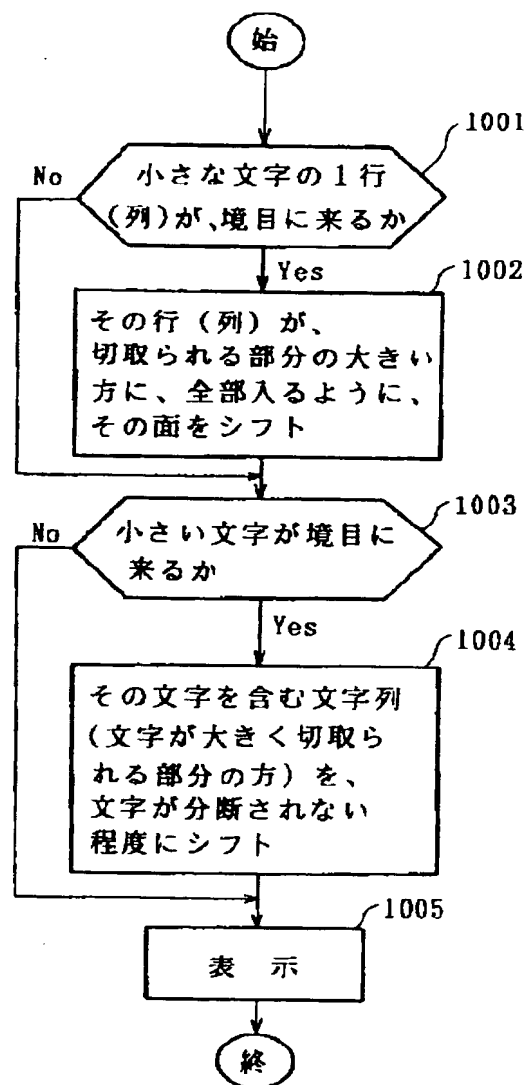 始
1001
No
小さな文字の1行
(列)が、境目に来るか
Yes
1002
その行(列)が、
切取られる部分の大きい
方に、全部入るように、
その面をシフト
1003
No
小さい文字が境目に
来るか
Yes
1004
その文字を含む文字列
(文字が大きく切取ら
れる部分の方)を、
文字が分断されない
程度にシフト
1005
表 示
終